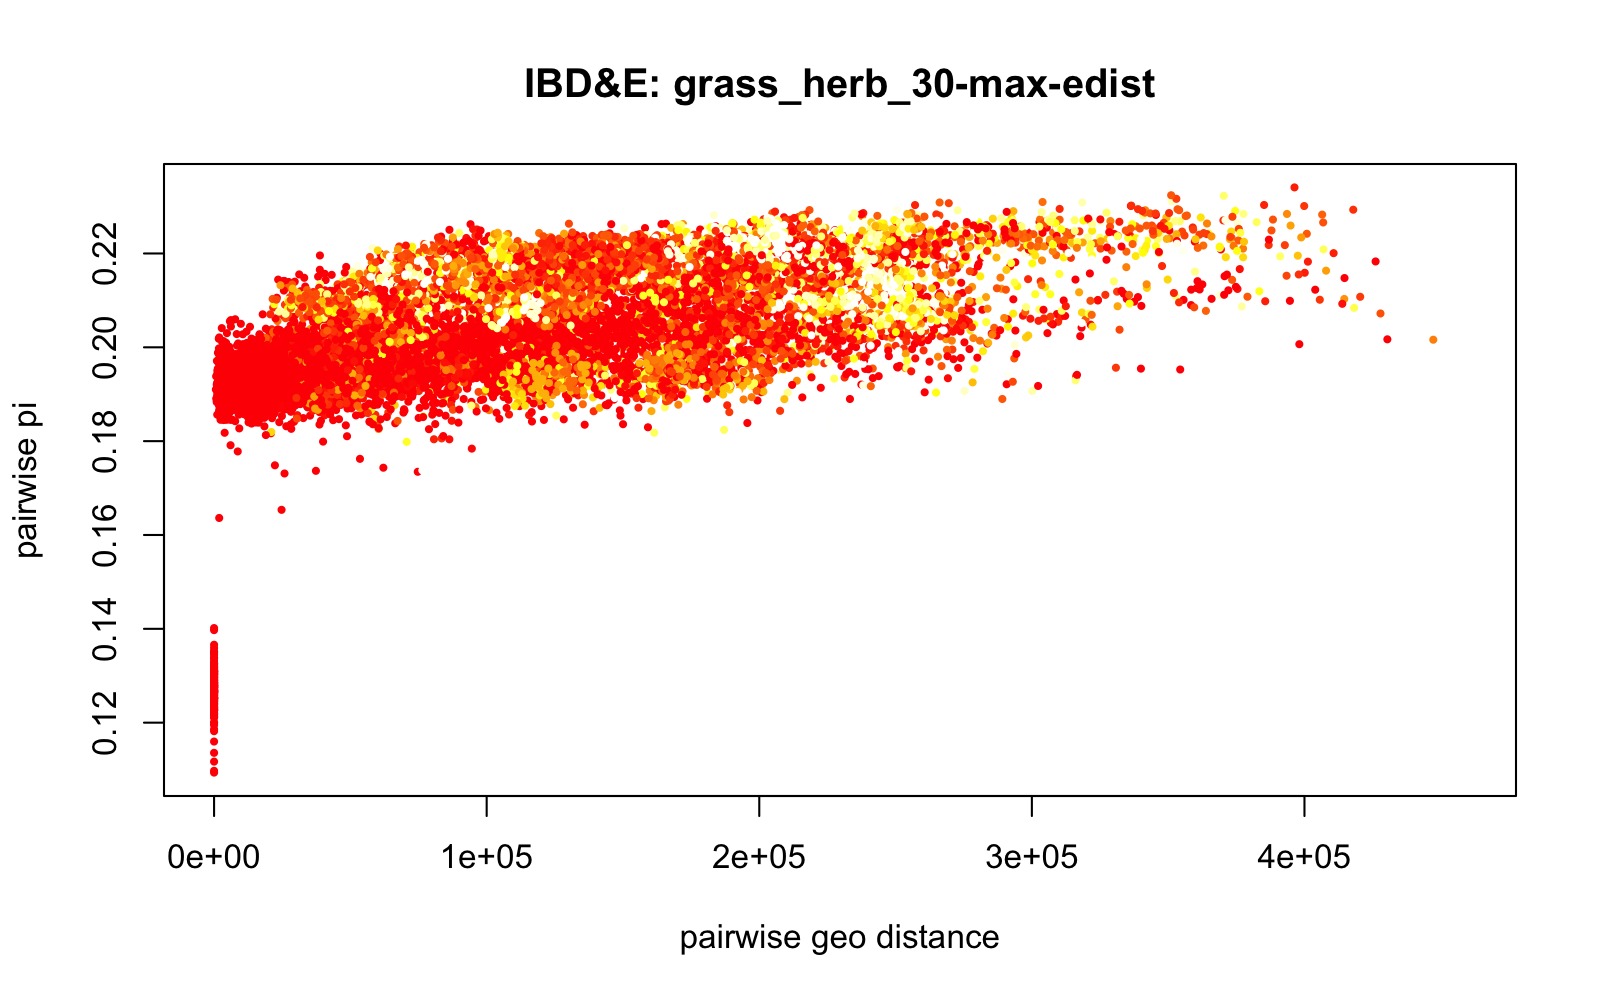 IBD&E: grass_herb_30-max-edist
pairwise pi
0.22
0.20
0.18
0.16
0.14
0.12
0e+00
1e+05
2e+05
3e+05
4e+05
pairwise geo distance